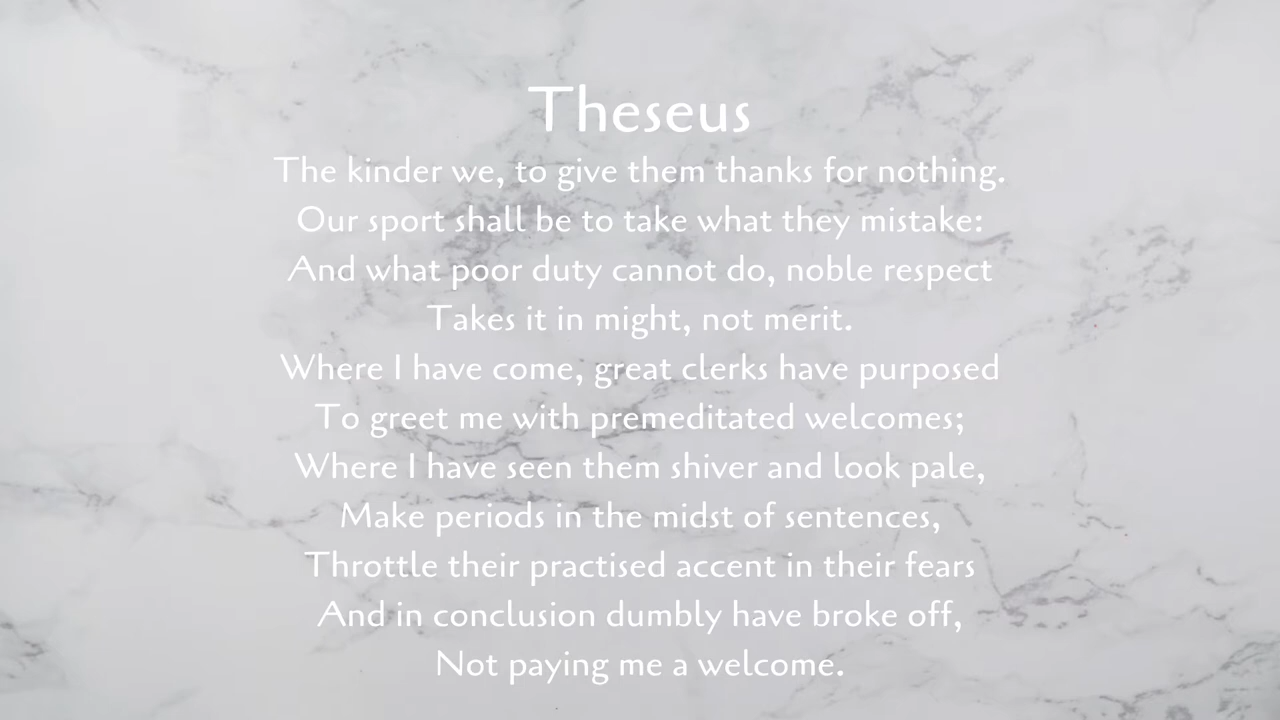 Theseus
The kinder we, to give them thanks for nothing.
Our sport shall be to take what they mistake:
And what poor duty cannot do, noble respect
Takes it in might, not merit.
Where I have come, great clerks have purposed
To greet me with premeditated welcomes;
Where I have seen them shiver and look pale,
Make periods in the midst of sentences,
Throttle their practised accent in their fears
And in conclusion dumbly have broke off,
Not paying me a welcome.